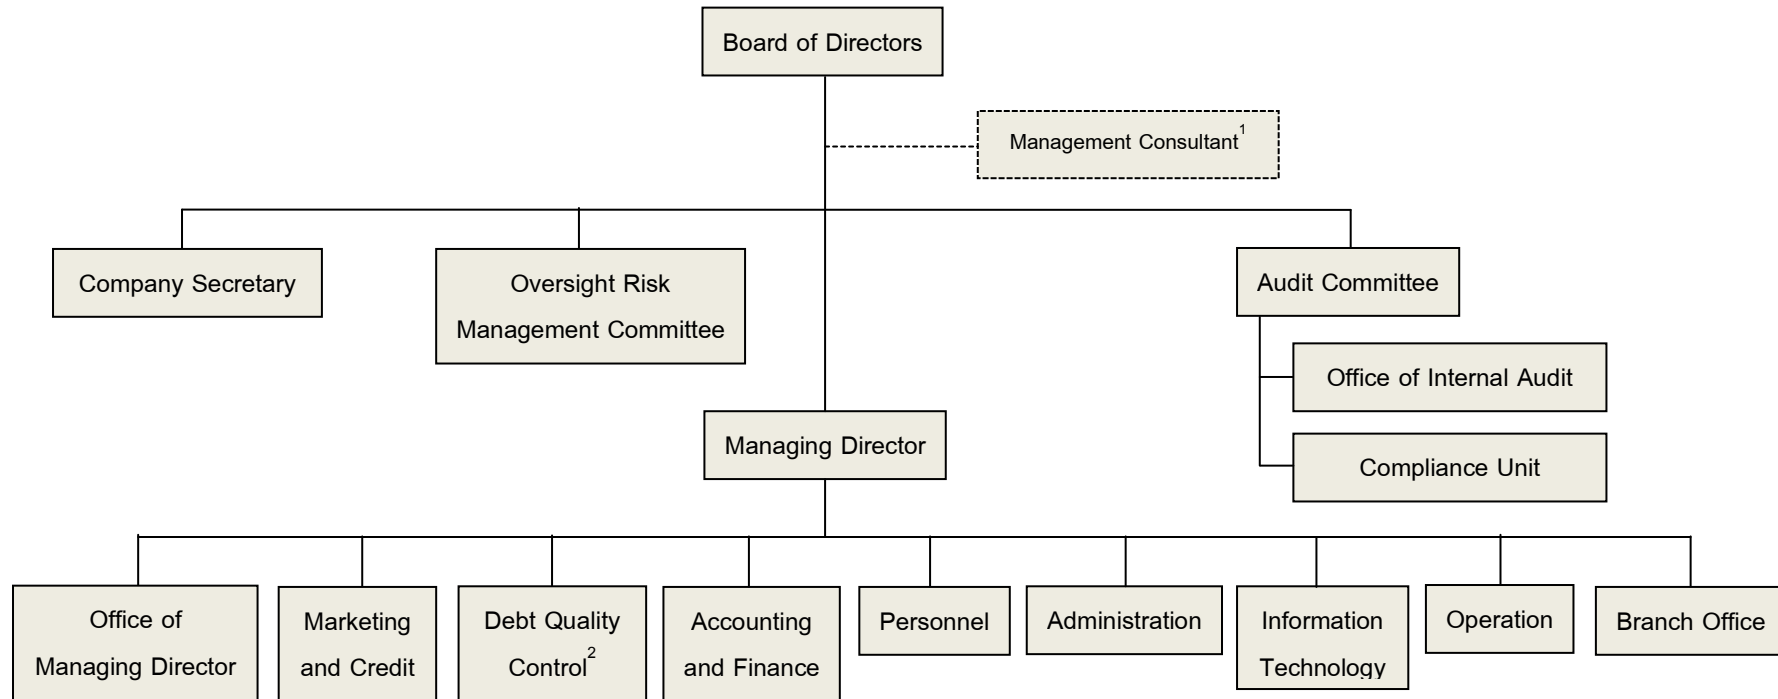 Board of Directors
Management Consultant1
Company Secretary
Oversight Risk
Management Committee
Audit Committee
Office of Internal Audit
Compliance Unit
Managing Director
Office of
Managing Director
Marketing
and Credit
Debt Quality
Control2
Accounting
and Finance
Personnel
Administration
Information
Technology
Operation
Branch Office